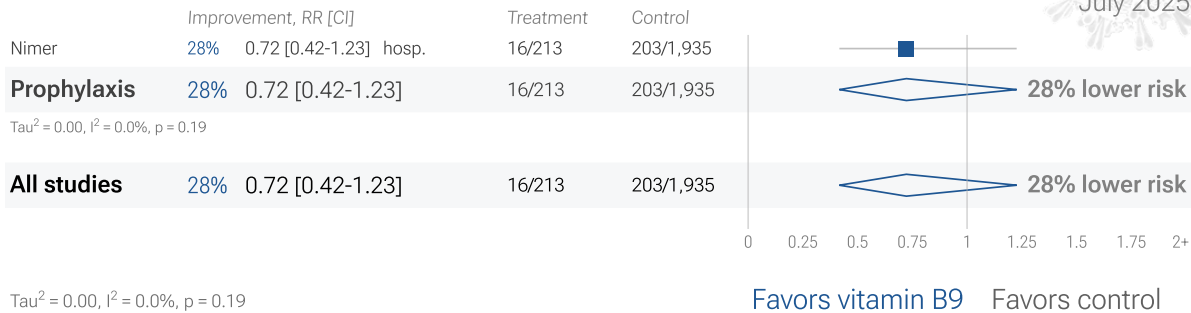 July 2025
Improvement, RR [CI] Treatment Control
Nimer 28% 0.72 [0.42-1.23] hosp. 16/213 203/1,935
Prophylaxis 28% 0.72 [0.42-1.23] 16/213 203/1,935 28% lower risk
Tau² = 0.00, I² = 0.0%, p = 0.19
All studies 28% 0.72 [0.42-1.23] 16/213 203/1,935 28% lower risk
0 0.25 0.5 0.75 1 1.25 1.5 1.75 2+
Tau² = 0.00, I² = 0.0%, p = 0.19 Favors vitamin B9 Favors control